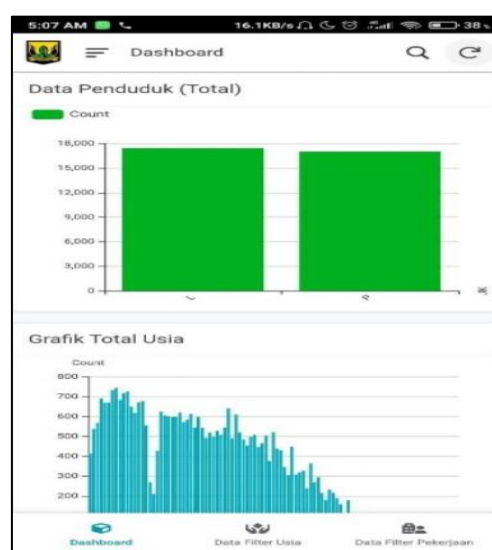 5:07 AM 16.1KB/s 38%
Dashboard
Data Penduduk (Total)
Count
18,000
15,000
12,000
9,000
6,000
3,000
0
L P JK
Grafik Total Usia
Count
800
700
600
500
400
300
200
Dashboard Data Filter Usia Data Filter Pekerjaan